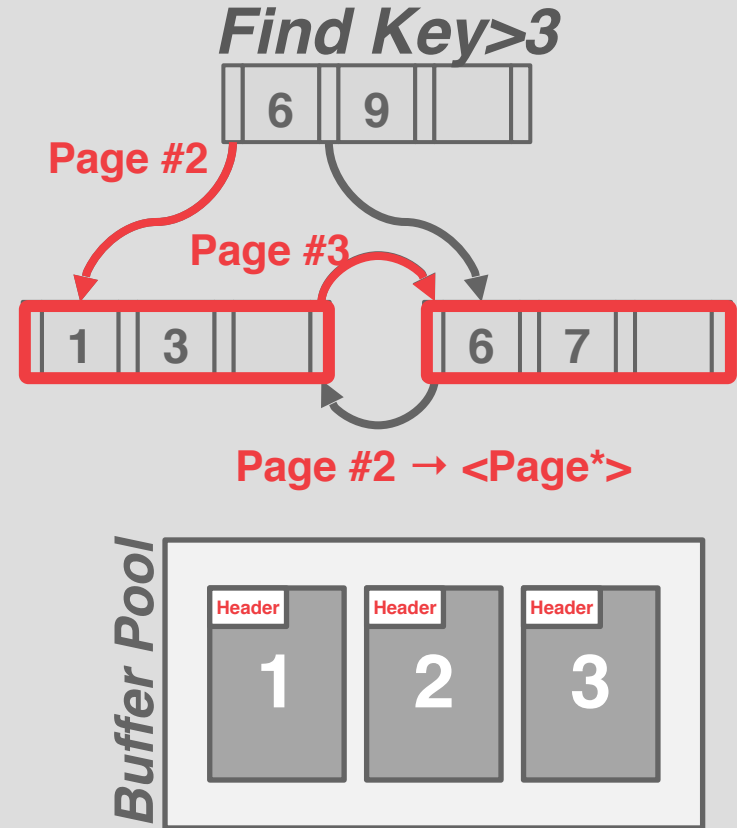 Find Key>3
6 9
Page #2
Page #3
1 3
6 7
Page #2 → <Page*>
Buffer Pool
Header Header Header
1 2 3